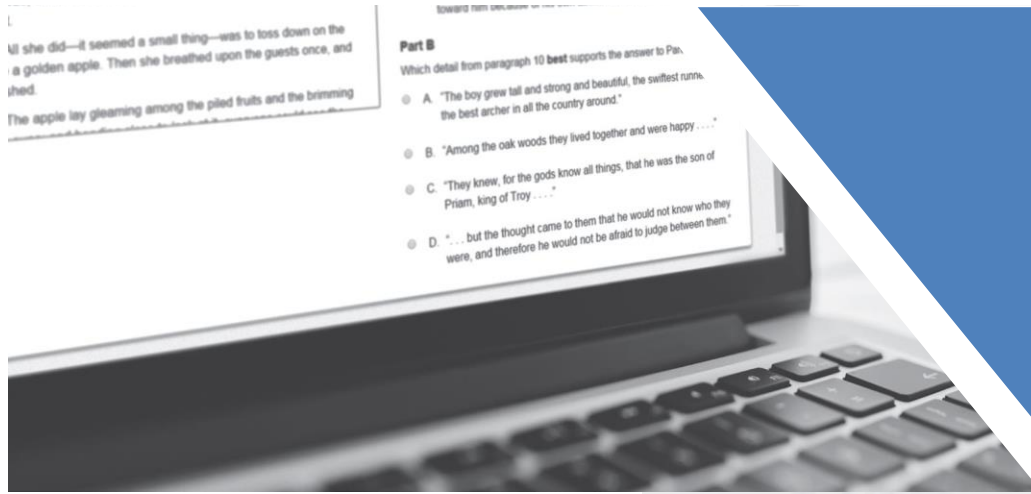 All she did—it seemed a small thing—was to toss down on the
a golden apple. Then she breathed upon the guests once, and
The apple lay gleaming among the piled fruits and the brimming
toward him because of his
Part B
Which detail from paragraph 10 best supports the answer to
A. "The boy grew tall and strong and beautiful, the swiftest
the best archer in all the country around."
B. "Among the oak woods they lived together and were happy . . . ."
C. "They knew, for the gods know all things, that he was the son of
Priam, king of Troy . . . ."
D. ". . . but the thought came to them that he would not know who they
were, and therefore he would not be afraid to judge between them."